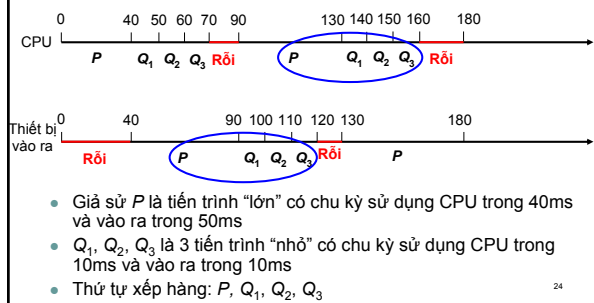 0 40 50 60 70 90 130 140 150 160 180
CPU
P Q1 Q2 Q3 Rỗi P Q1 Q2 Q3 Rỗi
0 40 90 100 110 120 130 180
Thiết bị
vào ra
Rỗi P Q1 Q2 Q3 Rỗi P
Giả sử P là tiến trình “lớn” có chu kỳ sử dụng CPU trong 40ms
và vào ra trong 50ms
Q1, Q2, Q3 là 3 tiến trình “nhỏ” có chu kỳ sử dụng CPU trong
10ms và vào ra trong 10ms
Thứ tự xếp hàng: P, Q1, Q2, Q3
24